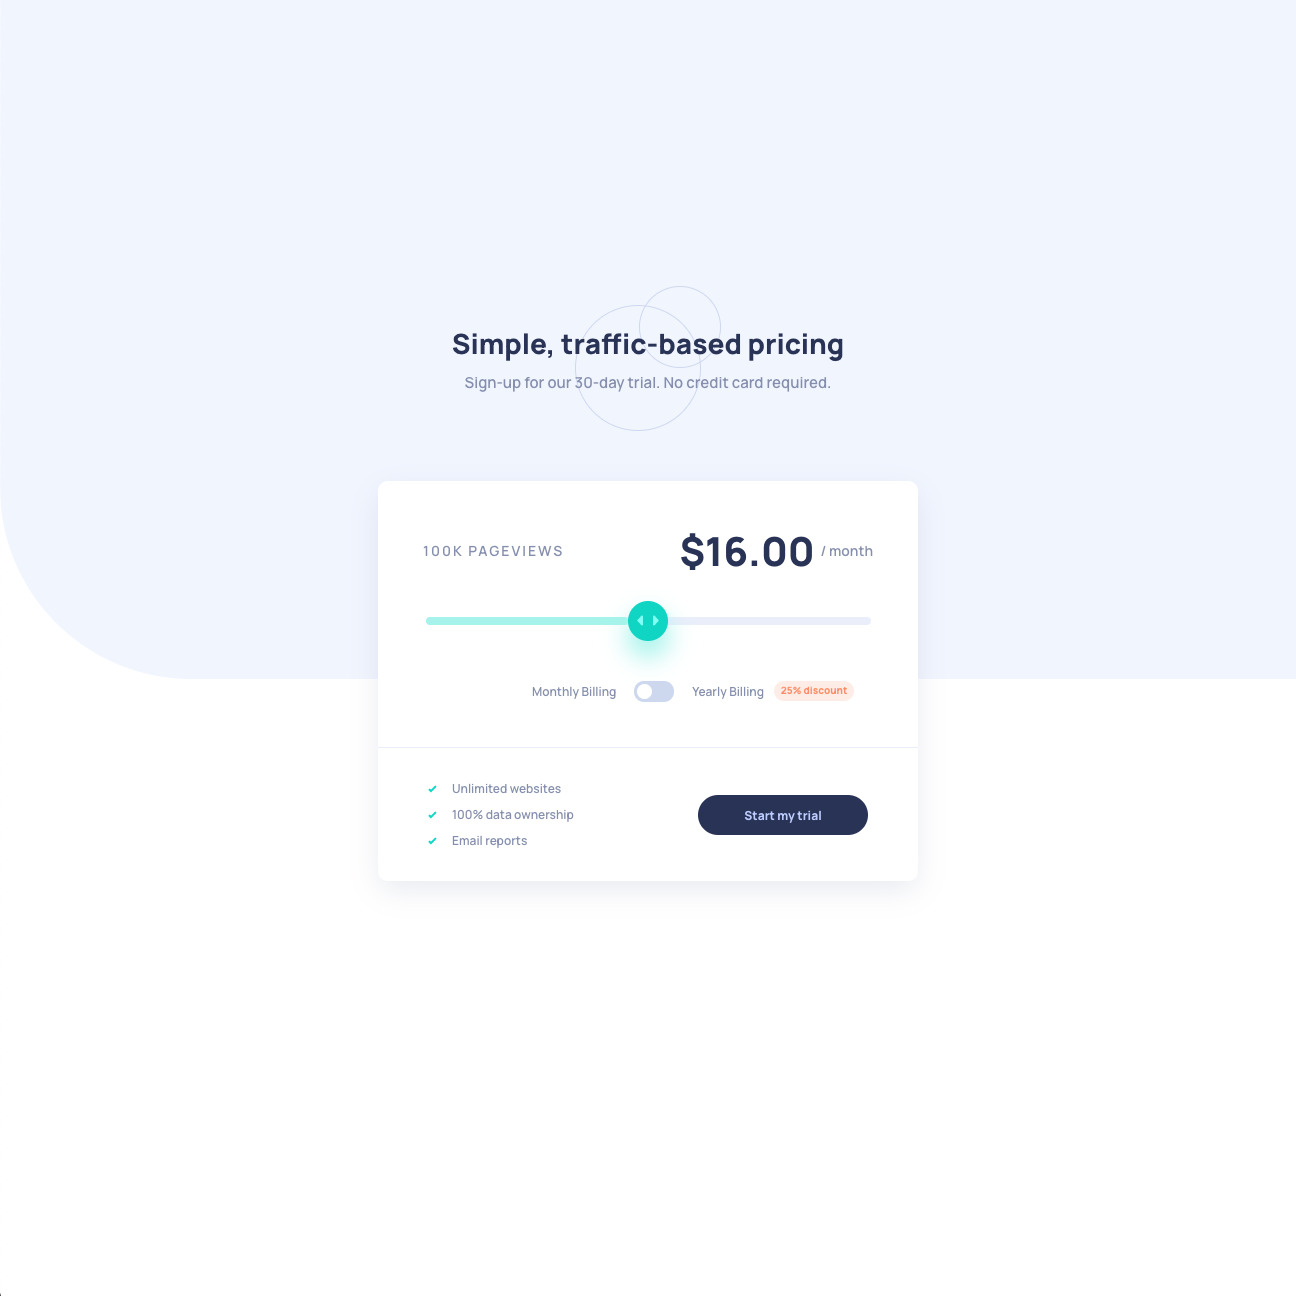 Simple, traffic-based pricing
Sign-up for our 30-day trial. No credit card required.
100K PAGEVIEWS
$16.00 / month
Monthly Billing
Yearly Billing
25% discount
Unlimited websites
100% data ownership
Email reports
Start my trial